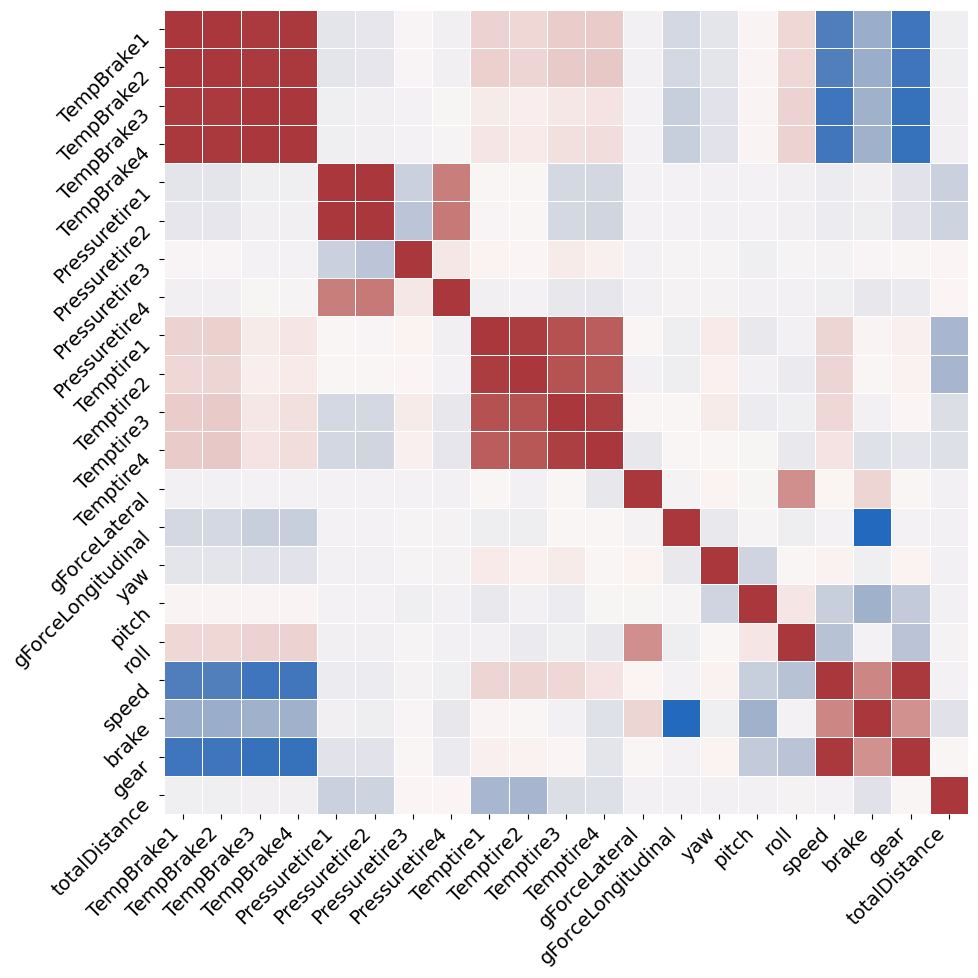 TempBrake1
TempBrake2
TempBrake3
TempBrake4
Pressuretire1
Pressuretire2
Pressuretire3
Pressuretire4
Temptire1
Temptire2
Temptire3
Temptire4
gForceLateral
gForceLongitudinal
yaw
pitch
roll
speed
brake
gear
totalDistance
TempBrake1
TempBrake2
TempBrake3
TempBrake4
Pressuretire1
Pressuretire2
Pressuretire3
Pressuretire4
Temptire1
Temptire2
Temptire3
Temptire4
gForceLateral
gForceLongitudinal
yaw
pitch
roll
speed
brake
gear
totalDistance